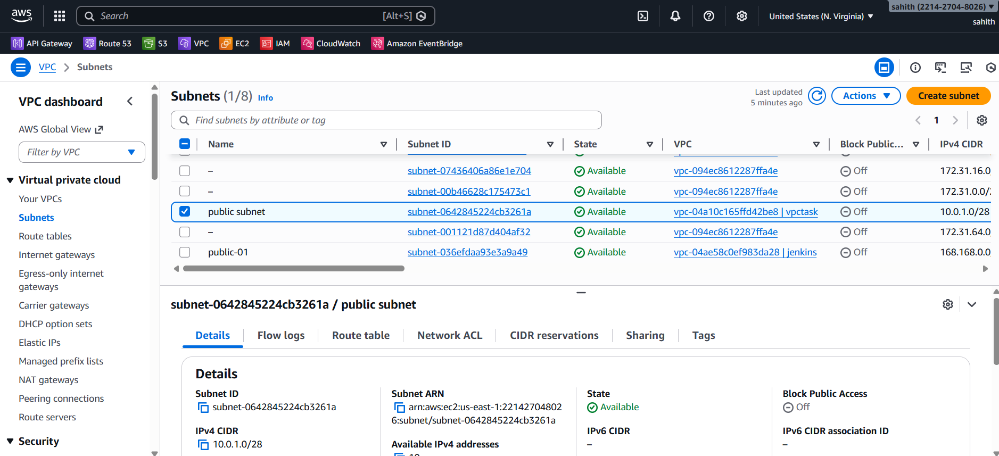 aws
Search
[Alt+S]
United States (N. Virginia)
sahith (2214-2704-8026)
sahith
API Gateway
Route 53
S3
VPC
EC2
IAM
CloudWatch
Amazon EventBridge
VPC
Subnets
VPC dashboard
AWS Global View
Filter by VPC
Virtual private cloud
Your VPCs
Subnets
Route tables
Internet gateways
Egress-only internet
gateways
Carrier gateways
DHCP option sets
Elastic IPs
Managed prefix lists
NAT gateways
Peering connections
Route servers
Security
Subnets (1/8) Info
Last updated
5 minutes ago
Actions
Create subnet
Find subnets by attribute or tag
1
Name Subnet ID State VPC Block Public... IPv4 CIDR
– subnet-07436406a86e1e704 Available vpc-094ec8612287ffa4e Off 172.31.16.0
– subnet-00b46628c175473c1 Available vpc-094ec8612287ffa4e Off 172.31.0.0/
public subnet subnet-0642845224cb3261a Available vpc-04a10c165ffd42be8 | vpctask Off 10.0.1.0/28
– subnet-001121d87d404af32 Available vpc-094ec8612287ffa4e Off 172.31.64.0
public-01 subnet-036efdaa93e3a9a49 Available vpc-04ae58c0ef983da28 | jenkins Off 168.168.0.0
subnet-0642845224cb3261a / public subnet
Details Flow logs Route table Network ACL CIDR reservations Sharing Tags
Details
Subnet ID
subnet-0642845224cb3261a
IPv4 CIDR
10.0.1.0/28
Subnet ARN
arn:aws:ec2:us-east-1:22142704802
6:subnet/subnet-0642845224cb3261a
Available IPv4 addresses
State
Available
IPv6 CIDR
–
Block Public Access
Off
IPv6 CIDR association ID
–